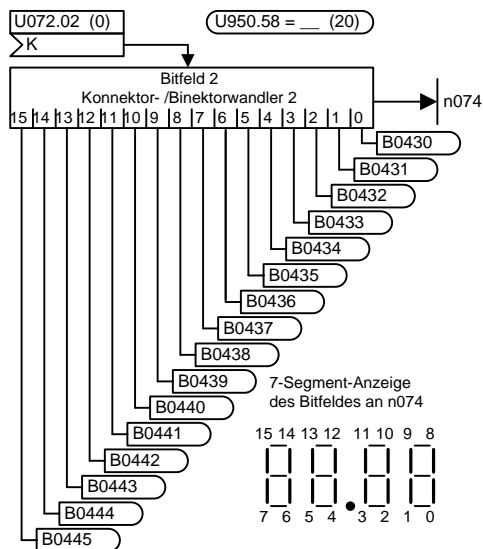 U072.02 (0)
K
U950.58 = __ (20)
Bitfeld 2
Konnektor- /Binektorwandler 2
15 14 13 12 11 10 9 8 7 6 5 4 3 2 1 0
n074
B0430
B0431
B0432
B0433
B0434
B0435
B0436
B0437
B0438
B0439
B0440
B0441
B0442
B0443
B0444
B0445
7-Segment-Anzeige
des Bitfeldes an n074
15 14 13 12 11 10 9 8
7 6 5 4 3 2 1 0